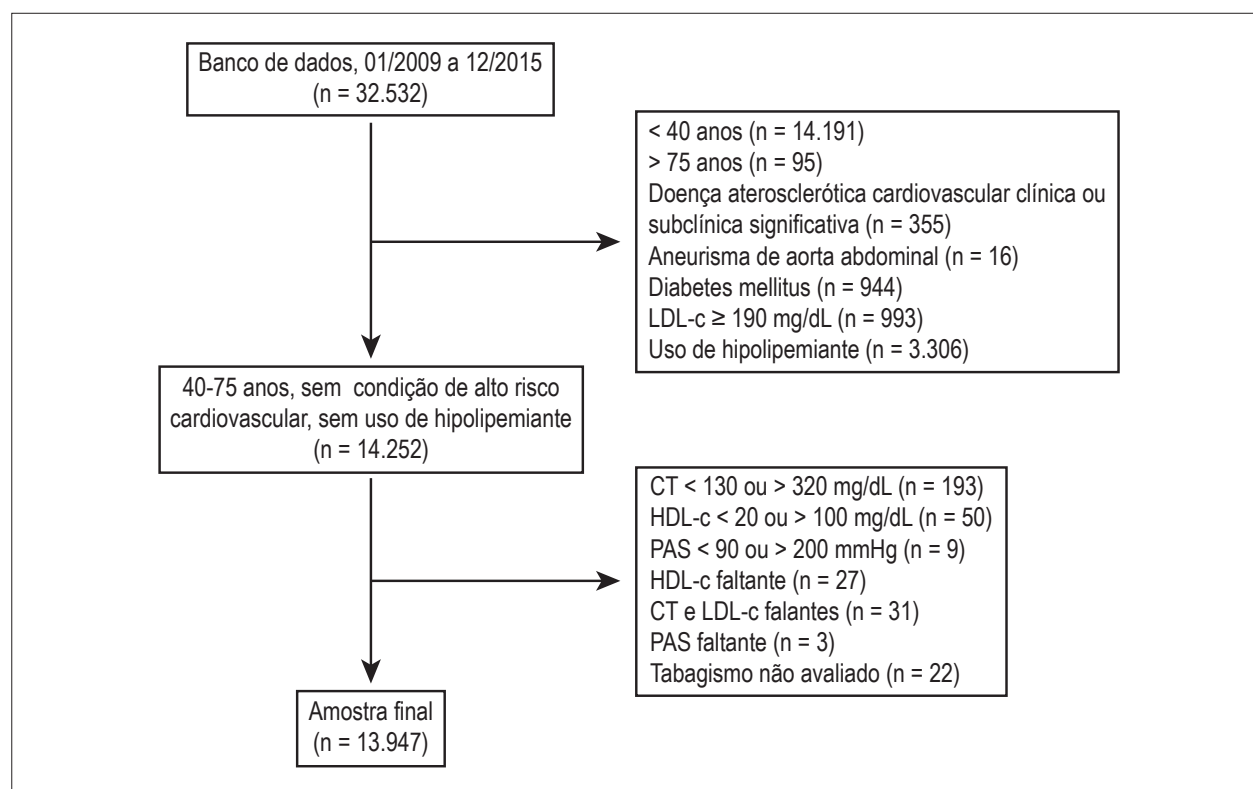 Banco de dados, 01/2009 a 12/2015
(n = 32.532)
< 40 anos (n = 14.191)
> 75 anos (n = 95)
Doença aterosclerótica cardiovascular clínica ou
subclínica significativa (n = 355)
Aneurisma de aorta abdominal (n = 16)
Diabetes mellitus (n = 944)
LDL-c ≥ 190 mg/dL (n = 993)
Uso de hipolipemiante (n = 3.306)
40-75 anos, sem condição de alto risco
cardiovascular, sem uso de hipolipemiante
(n = 14.252)
CT < 130 ou > 320 mg/dL (n = 193)
HDL-c < 20 ou > 100 mg/dL (n = 50)
PAS < 90 ou > 200 mmHg (n = 9)
HDL-c faltante (n = 27)
CT e LDL-c falantes (n = 31)
PAS faltante (n = 3)
Tabagismo não avaliado (n = 22)
Amostra final
(n = 13.947)